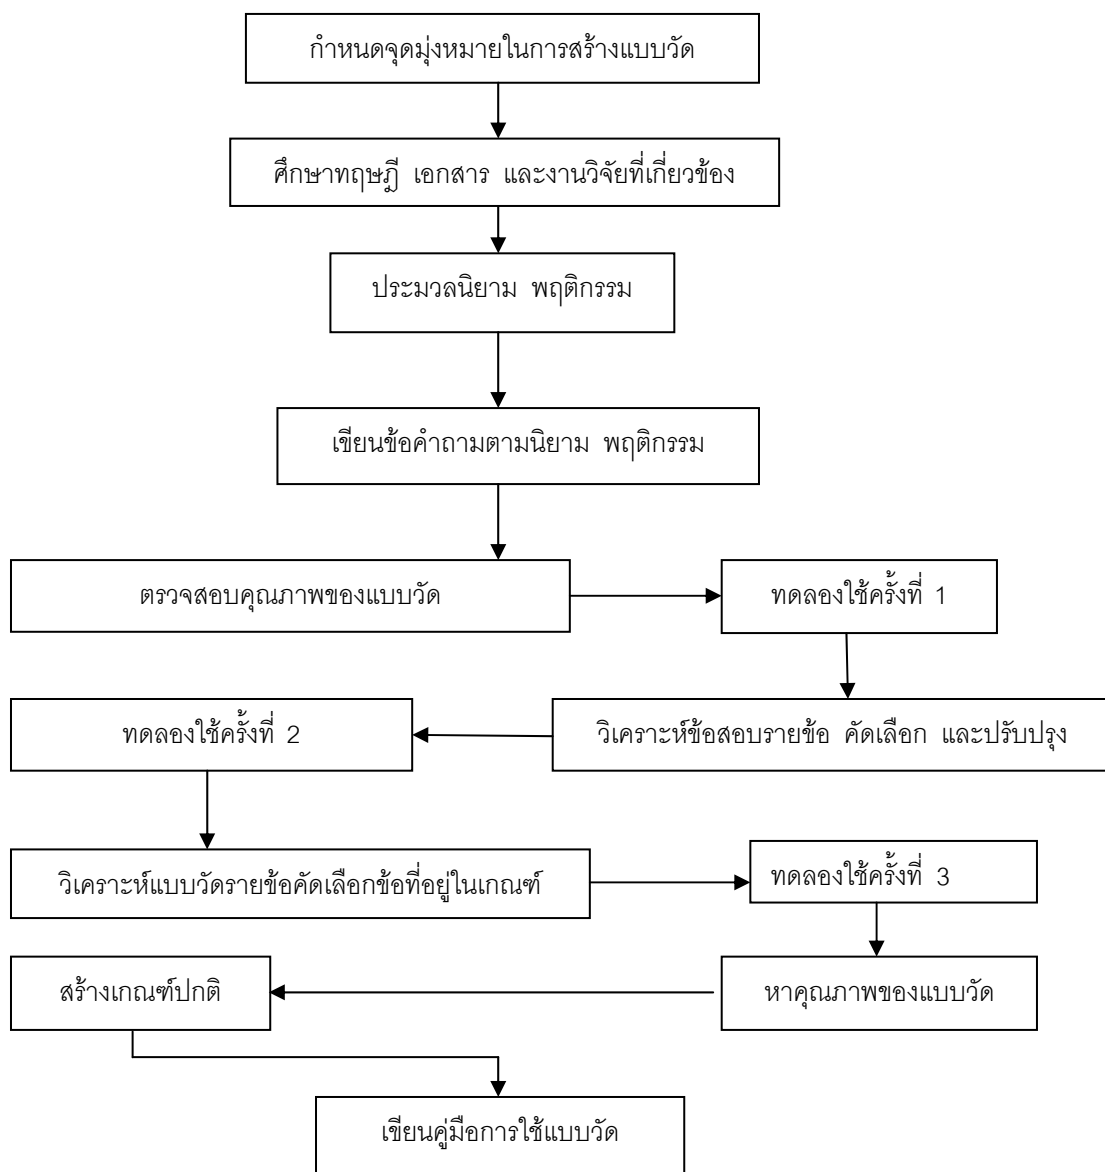 กำหนดจุดมุ่งหมายในการสร้างแบบวัด
ศึกษาทฤษฎี เอกสาร และงานวิจัยที่เกี่ยวข้อง
ประมวลนิยาม พฤติกรรม
เขียนข้อคำถามตามนิยาม พฤติกรรม
ตรวจสอบคุณภาพของแบบวัด
ทดลองใช้ครั้งที่ 1
วิเคราะห์ข้อสอบรายข้อ คัดเลือก และปรับปรุง
ทดลองใช้ครั้งที่ 2
วิเคราะห์แบบวัดรายข้อคัดเลือกข้อที่อยู่ในเกณฑ์
ทดลองใช้ครั้งที่ 3
หาคุณภาพของแบบวัด
สร้างเกณฑ์ปกติ
เขียนคู่มือการใช้แบบวัด